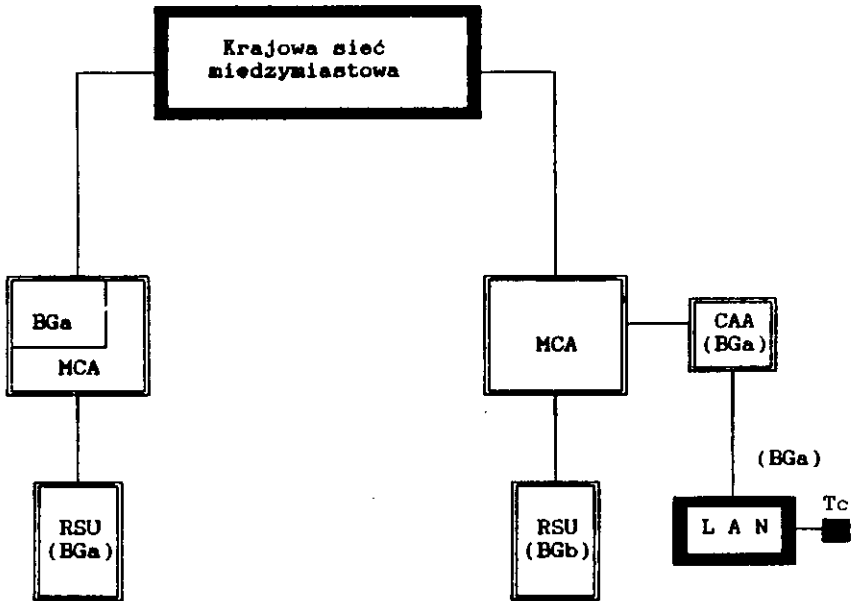 Krajowa sieć
miedzymiastowa
BGa
MCA
MCA
CAA
(BGa)
(BGa)
RSU
(BGa)
RSU
(BGb)
L A N
Tc